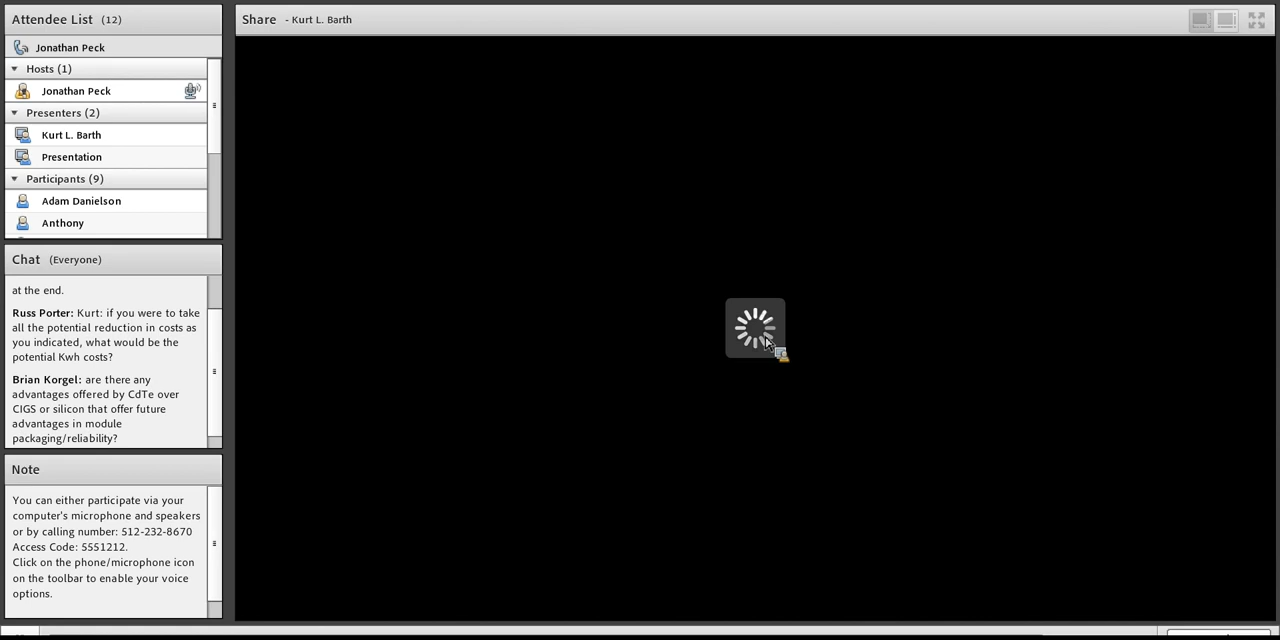 Attendee List (12)
Jonathan Peck
Hosts (1)
Jonathan Peck
Presenters (2)
Kurt L. Barth
Presentation
Participants (9)
Adam Danielson
Anthony
Chat (Everyone)
at the end.
Russ Porter: Kurt: if you were to take
all the potential reduction in costs as
you indicated, what would be the
potential Kwh costs?
Brian Korgel: are there any
advantages offered by CdTe over
CIGS or silicon that offer future
advantages in module
packaging/reliability?
Note
You can either participate via your
computer's microphone and speakers
or by calling number: 512-232-8670
Access Code: 5551212.
Click on the phone/microphone icon
on the toolbar to enable your voice
options.
Share - Kurt L. Barth